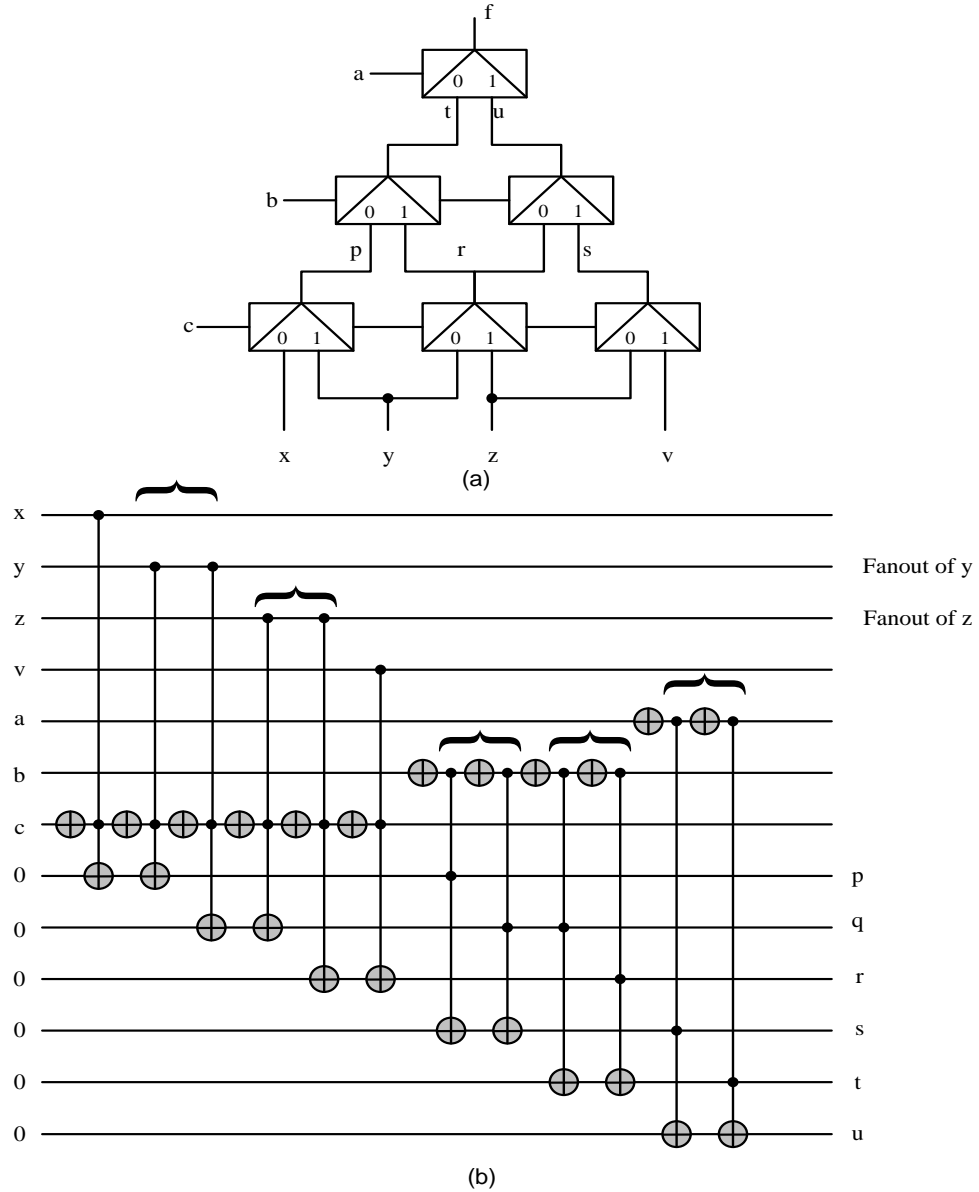 f
a
0 1
t u
b
0 1 0 1
p r s
c
0 1 0 1 0 1
x y z v
(a)
x
y Fanout of y
z Fanout of z
v
a
b
c
0 p
0 q
0 r
0 s
0 t
0 u
(b)